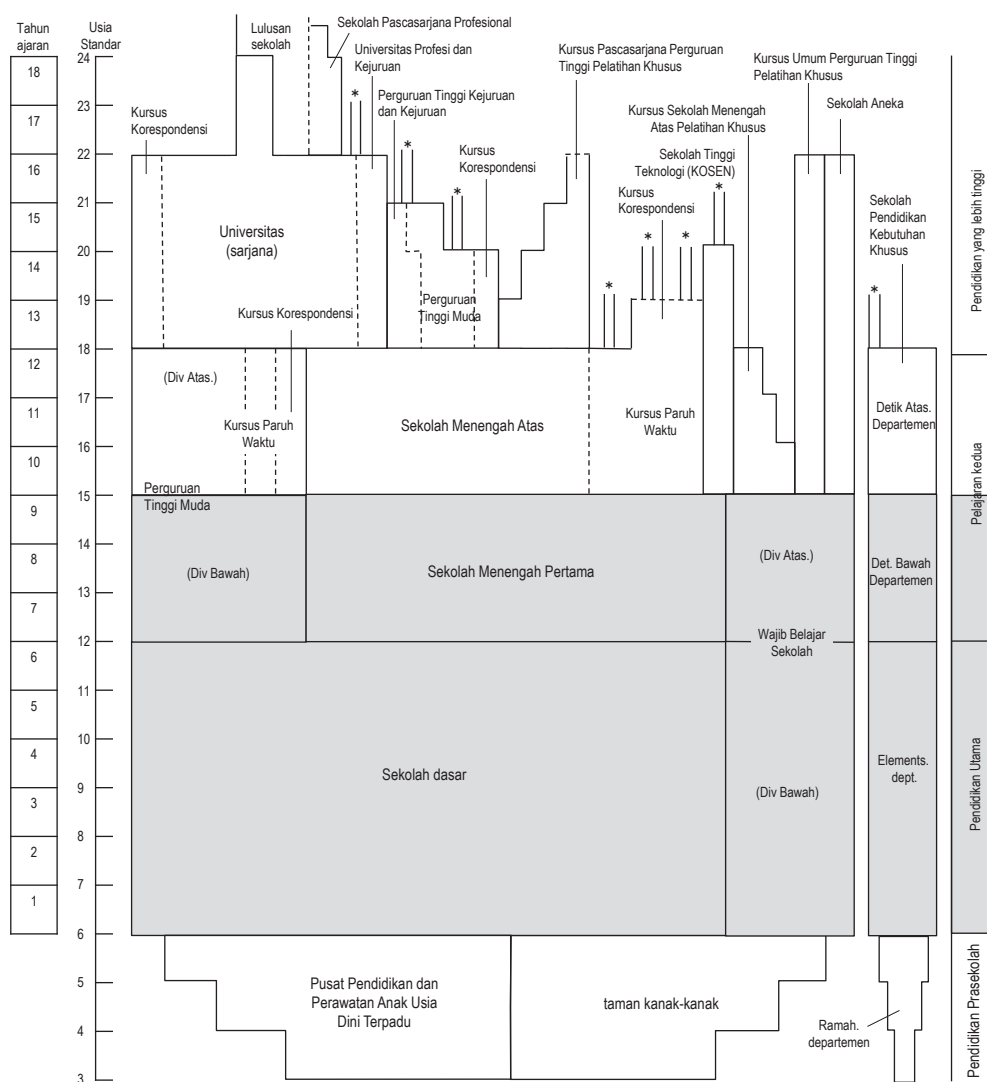 Tahun
ajaran
Usia
Standar
Lulusan
sekolah
Sekolah Pascasarjana Profesional
Universitas Profesi dan
Kejuruan
Kursus Pascasarjana Perguruan
Tinggi Pelatihan Khusus
Kursus Umum Perguruan Tinggi
Pelatihan Khusus
Sekolah Aneka
Kursus
Korespondensi
Perguruan Tinggi Kejuruan
dan Kejuruan
Kursus Sekolah Menengah
Atas Pelatihan Khusus
Kursus
Korespondensi
Sekolah Tinggi
Teknologi (KOSEN)
Kursus
Korespondensi
Sekolah
Pendidikan
Kebutuhan
Khusus
* * * * * * * *
Universitas
(sarjana)
Perguruan
Tinggi Muda
Kursus Korespondensi
(Div Atas.)
Kursus Paruh
Waktu
Sekolah Menengah Atas
Kursus Paruh
Waktu
Detik Atas.
Departemen
Perguruan
Tinggi Muda
(Div Bawah)
Sekolah Menengah Pertama
(Div Atas.)
Det. Bawah
Departemen
Wajib Belajar
Sekolah
Sekolah dasar
(Div Bawah)
Elements.
dept.
Pusat Pendidikan dan
Perawatan Anak Usia
Dini Terpadu
taman kanak-kanak
Ramah.
departemen
18
17
16
15
14
13
12
11
10
9
8
7
6
5
4
3
2
1
24
23
22
21
20
19
18
17
16
15
14
13
12
11
10
9
8
7
6
5
4
3
Pendidikan yang lebih tinggi
Pelajaran kedua
Pendidikan Utama
Pendidikan Prasekolah